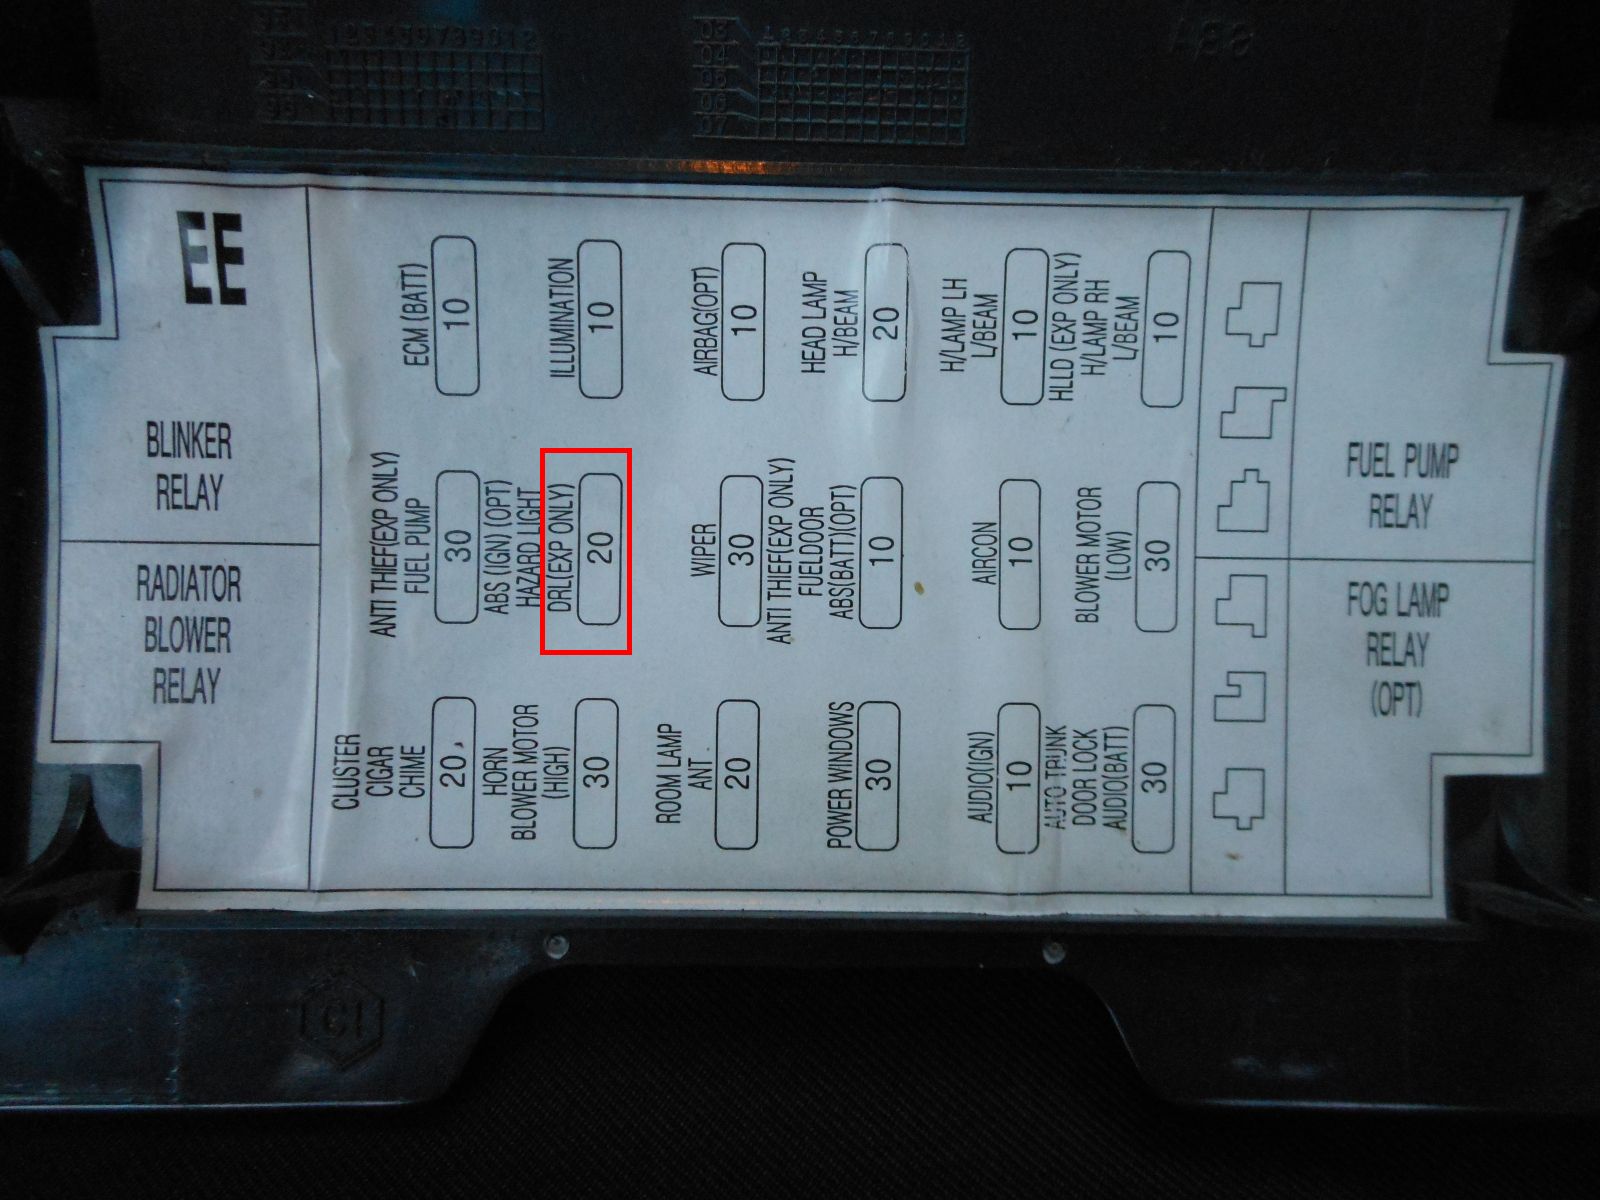 EE
BLINKER
RELAY
RADIATOR
BLOWER
RELAY
ECM (BATT)
10
ILLUMINATION
10
AIRBAG(OPT)
10
HEAD LAMP
H/BEAM
20
H/LAMP LH
L/BEAM
10
HLLD (EXP ONLY)
H/LAMP RH
L/BEAM
10
ANTI THIEF(EXP ONLY)
FUEL PUMP
30
ABS (IGN) (OPT)
HAZARD LIGHT
DRL(EXP ONLY)
20
WIPER
30
ANTI THIEF(EXP ONLY)
FUELDOOR
ABS(BATT)(OPT)
10
AIRCON
10
BLOWER MOTOR
(LOW)
30
CLUSTER
CIGAR
CHIME
20
HORN
BLOWER MOTOR
(HIGH)
30
ROOM LAMP
ANT
20
POWER WINDOWS
30
AUDIO(IGN)
10
AUTO TRUNK
DOOR LOCK
AUDIO(BATT)
30
FUEL PUMP
RELAY
FOG LAMP
RELAY
(OPT)
03
04
05
06
07